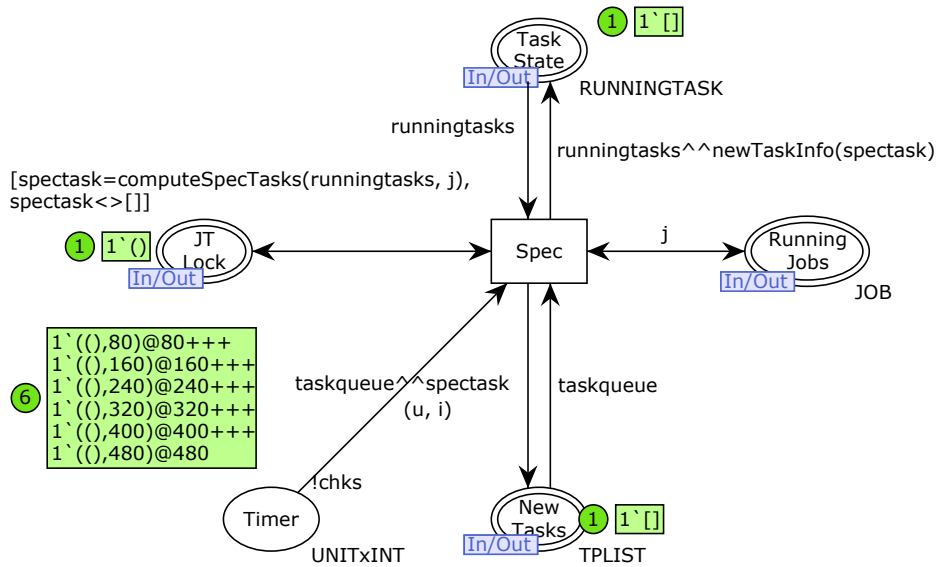 1
1`[]
Task
State
In/Out
RUNNINGTASK
runningtasks
runningtasks^^newTaskInfo(spectask)
[spectask=computeSpecTasks(runningtasks, j),
spectask<>[]]
1
1`()
JT
Lock
In/Out
Spec
j
Running
Jobs
In/Out
JOB
6
1`((),80)@80+++
1`((),160)@160+++
1`((),240)@240+++
1`((),320)@320+++
1`((),400)@400+++
1`((),480)@480
taskqueue^^spectask
(u, i)
taskqueue
!chks
Timer
UNITxINT
New
Tasks
In/Out
1
1`[]
TPLIST